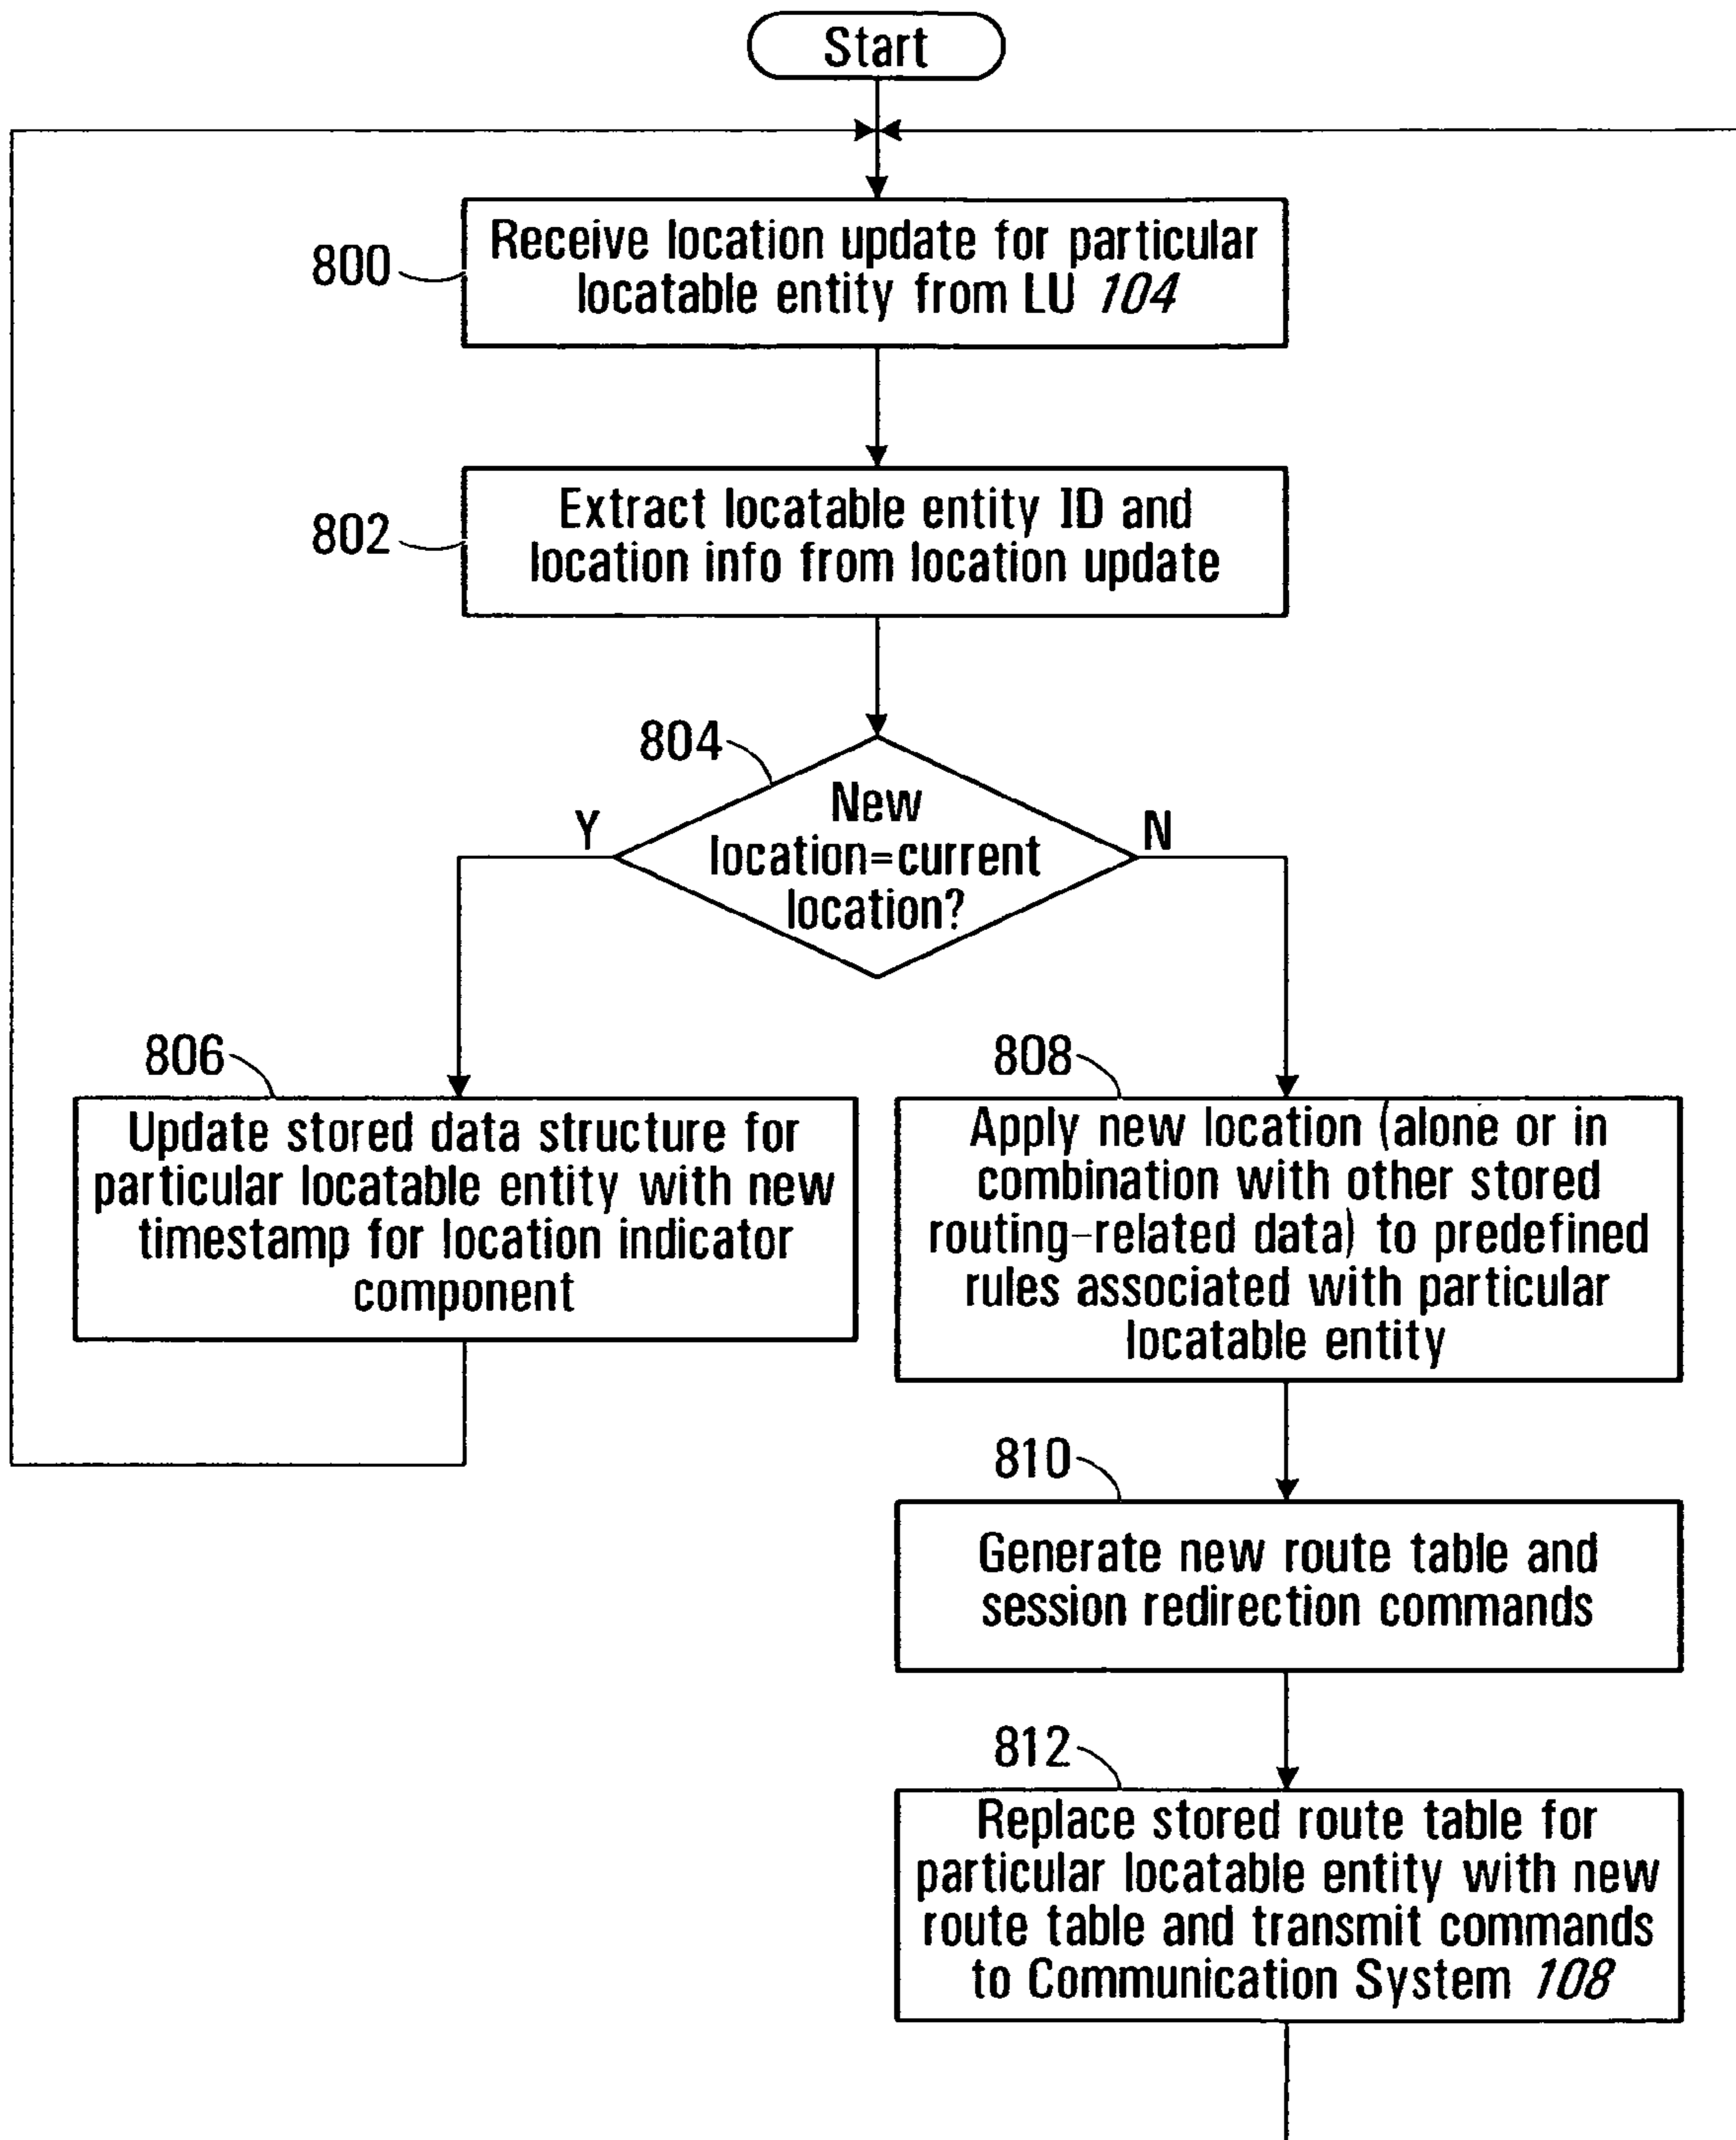 Start
800
Receive location update for particular
locatable entity from LU 104
802
Extract locatable entity ID and
location info from location update
804
Y
New
location=current
location?
N
806
Update stored data structure for
particular locatable entity with new
timestamp for location indicator
component
808
Apply new location (alone or in
combination with other stored
routing-related data) to predefined
rules associated with particular
locatable entity
810
Generate new route table and
session redirection commands
812
Replace stored route table for
particular locatable entity with new
route table and transmit commands
to Communication System 108